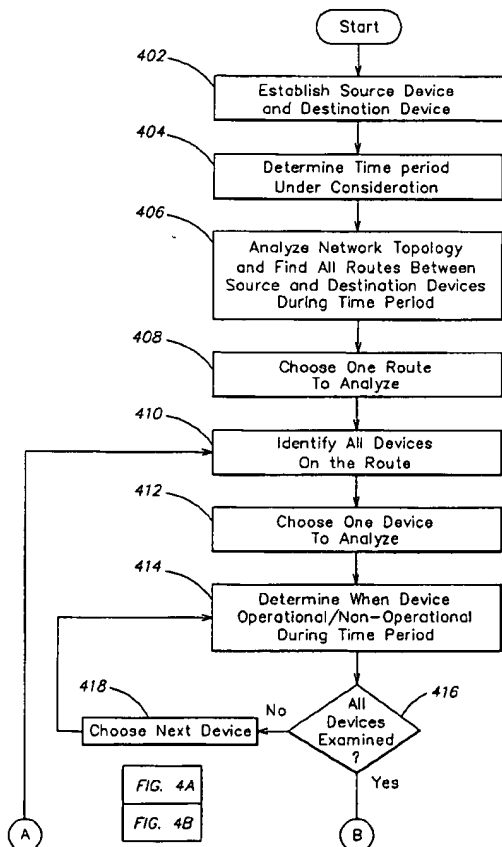 Start
402
Establish Source Device
and Destination Device
404
Determine Time period
Under Consideration
406
Analyze Network Topology
and Find All Routes Between
Source and Destination Devices
During Time Period
408
Choose One Route
To Analyze
410
Identify All Devices
On the Route
412
Choose One Device
To Analyze
414
Determine When Device
Operational/Non-Operational
During Time Period
418
Choose Next Device
No
All
Devices
Examined
?
416
Yes
FIG. 4A
FIG. 4B
A
B